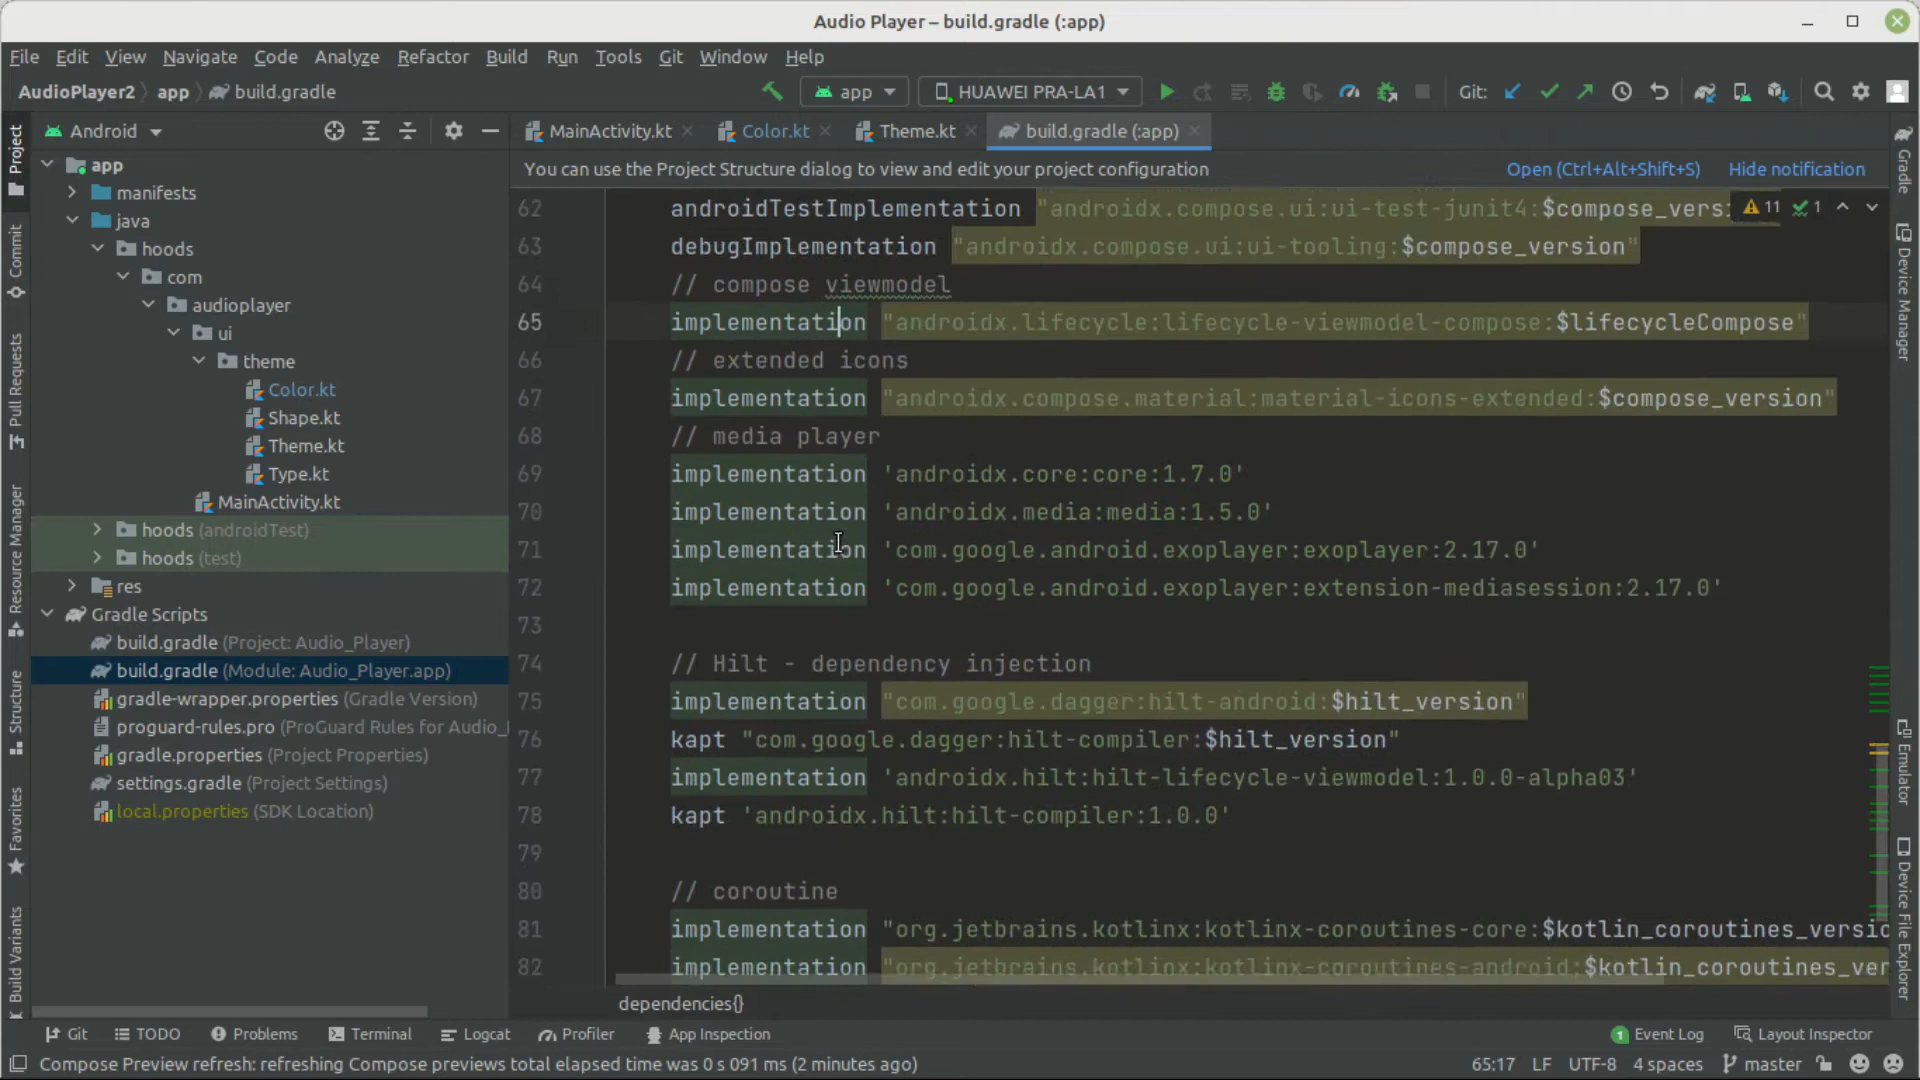 Audio Player – build.gradle (:app)
File Edit View Navigate Code Analyze Refactor Build Run Tools Git Window Help
AudioPlayer2 app build.gradle
app HUAWEI PRA-LA1 Git:
Android
MainActivity.kt Color.kt Theme.kt build.gradle (:app)
You can use the Project Structure dialog to view and edit your project configuration Open (Ctrl+Alt+Shift+S) Hide notification
Project
Commit
Pull Requests
Resource Manager
Structure
Favorites
Build Variants
app
manifests
java
hoods
com
audioplayer
ui
theme
Color.kt
Shape.kt
Theme.kt
Type.kt
MainActivity.kt
hoods (androidTest)
hoods (test)
res
Gradle Scripts
build.gradle (Project: Audio_Player)
build.gradle (Module: Audio_Player.app)
gradle-wrapper.properties (Gradle Version)
proguard-rules.pro (ProGuard Rules for Audio_
gradle.properties (Project Properties)
settings.gradle (Project Settings)
local.properties (SDK Location)
11 1
62 androidTestImplementation "androidx.compose.ui:ui-test-junit4:$compose_vers
63 debugImplementation "androidx.compose.ui:ui-tooling:$compose_version"
64 // compose viewmodel
65 implementation "androidx.lifecycle:lifecycle-viewmodel-compose:$lifecycleCompose"
66 // extended icons
67 implementation "androidx.compose.material:material-icons-extended:$compose_version"
68 // media player
69 implementation 'androidx.core:core:1.7.0'
70 implementation 'androidx.media:media:1.5.0'
71 implementation 'com.google.android.exoplayer:exoplayer:2.17.0'
72 implementation 'com.google.android.exoplayer:extension-mediasession:2.17.0'
73
74 // Hilt - dependency injection
75 implementation "com.google.dagger:hilt-android:$hilt_version"
76 kapt "com.google.dagger:hilt-compiler:$hilt_version"
77 implementation 'androidx.hilt:hilt-lifecycle-viewmodel:1.0.0-alpha03'
78 kapt 'androidx.hilt:hilt-compiler:1.0.0'
79
80 // coroutine
81 implementation "org.jetbrains.kotlinx:kotlinx-coroutines-core:$kotlin_coroutines_versio
82 implementation "org.jetbrains.kotlinx:kotlinx-coroutines-android:$kotlin_coroutines_ver
dependencies{}
Gradle
Device Manager
Emulator
Device File Explorer
Git TODO Problems Terminal Logcat Profiler App Inspection 1 Event Log Layout Inspector
Compose Preview refresh: refreshing Compose previews total elapsed time was 0 s 091 ms (2 minutes ago) 65:17 LF UTF-8 4 spaces master